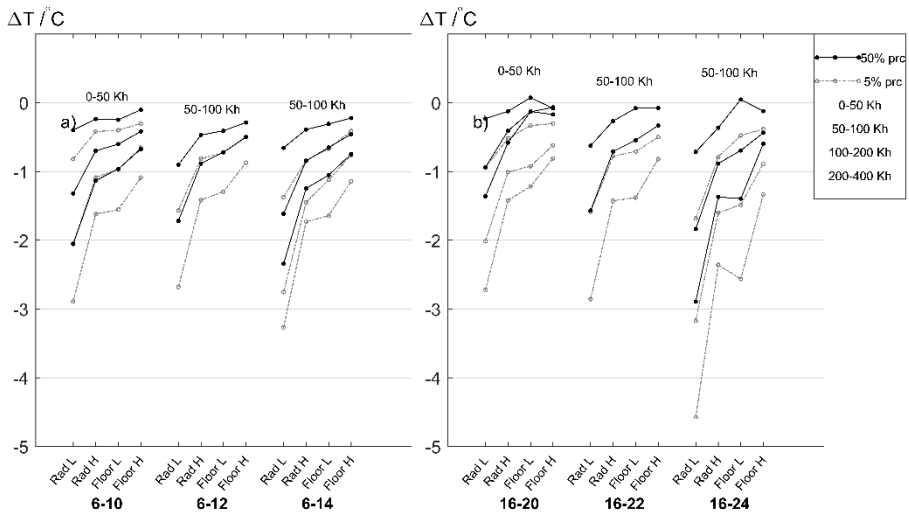 ΔT /°C
0
-1
-2
-3
-4
-5
a)
0-50 Kh
50-100 Kh
50-100 Kh
Rad L
Rad H
Floor L
Floor H
6-10
Rad L
Rad H
Floor L
Floor H
6-12
Rad L
Rad H
Floor L
Floor H
6-14
ΔT /°C
0
-1
-2
-3
-4
-5
b)
0-50 Kh
50-100 Kh
50-100 Kh
Rad L
Rad H
Floor L
Floor H
16-20
Rad L
Rad H
Floor L
Floor H
16-22
Rad L
Rad H
Floor L
Floor H
16-24
50% prc
5% prc
0-50 Kh
50-100 Kh
100-200 Kh
200-400 Kh